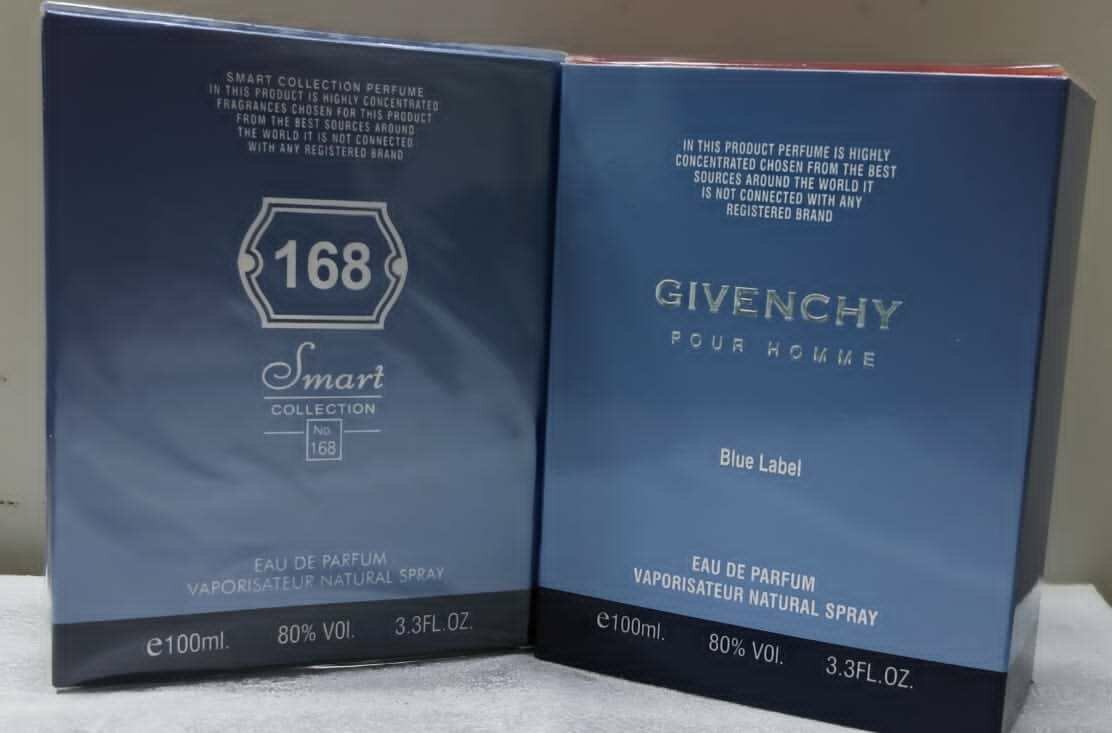 SMART COLLECTION PERFUME
IN THIS PRODUCT IS HIGHLY CONCENTRATED
FRAGRANCES CHOSEN FOR THIS PRODUCT
FROM THE BEST SOURCES AROUND
THE WORLD IT IS NOT CONNECTED
WITH ANY REGISTERED BRAND
168
Smart
COLLECTION
No.
168
EAU DE PARFUM
VAPORISATEUR NATURAL SPRAY
e100ml. 80% VOl. 3.3FL.OZ.
IN THIS PRODUCT PERFUME IS HIGHLY
CONCENTRATED CHOSEN FROM THE BEST
SOURCES AROUND THE WORLD IT
IS NOT CONNECTED WITH ANY
REGISTERED BRAND
GIVENCHY
POUR HOMME
Blue Label
EAU DE PARFUM
VAPORISATEUR NATURAL SPRAY
e100ml. 80% VOl. 3.3FL.OZ.